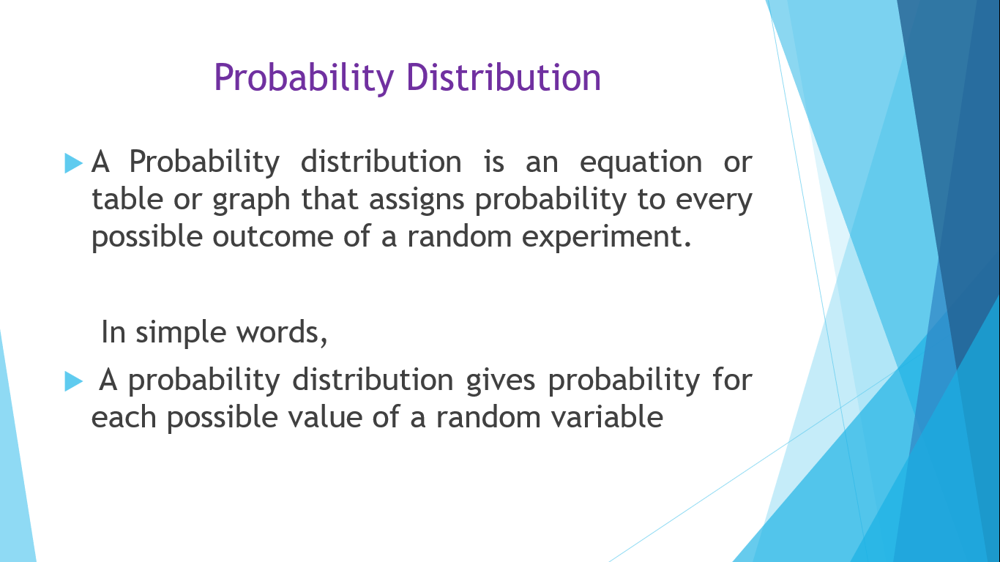 Probability Distribution
A Probability distribution is an equation or
table or graph that assigns probability to every
possible outcome of a random experiment.
In simple words,
A probability distribution gives probability for
each possible value of a random variable